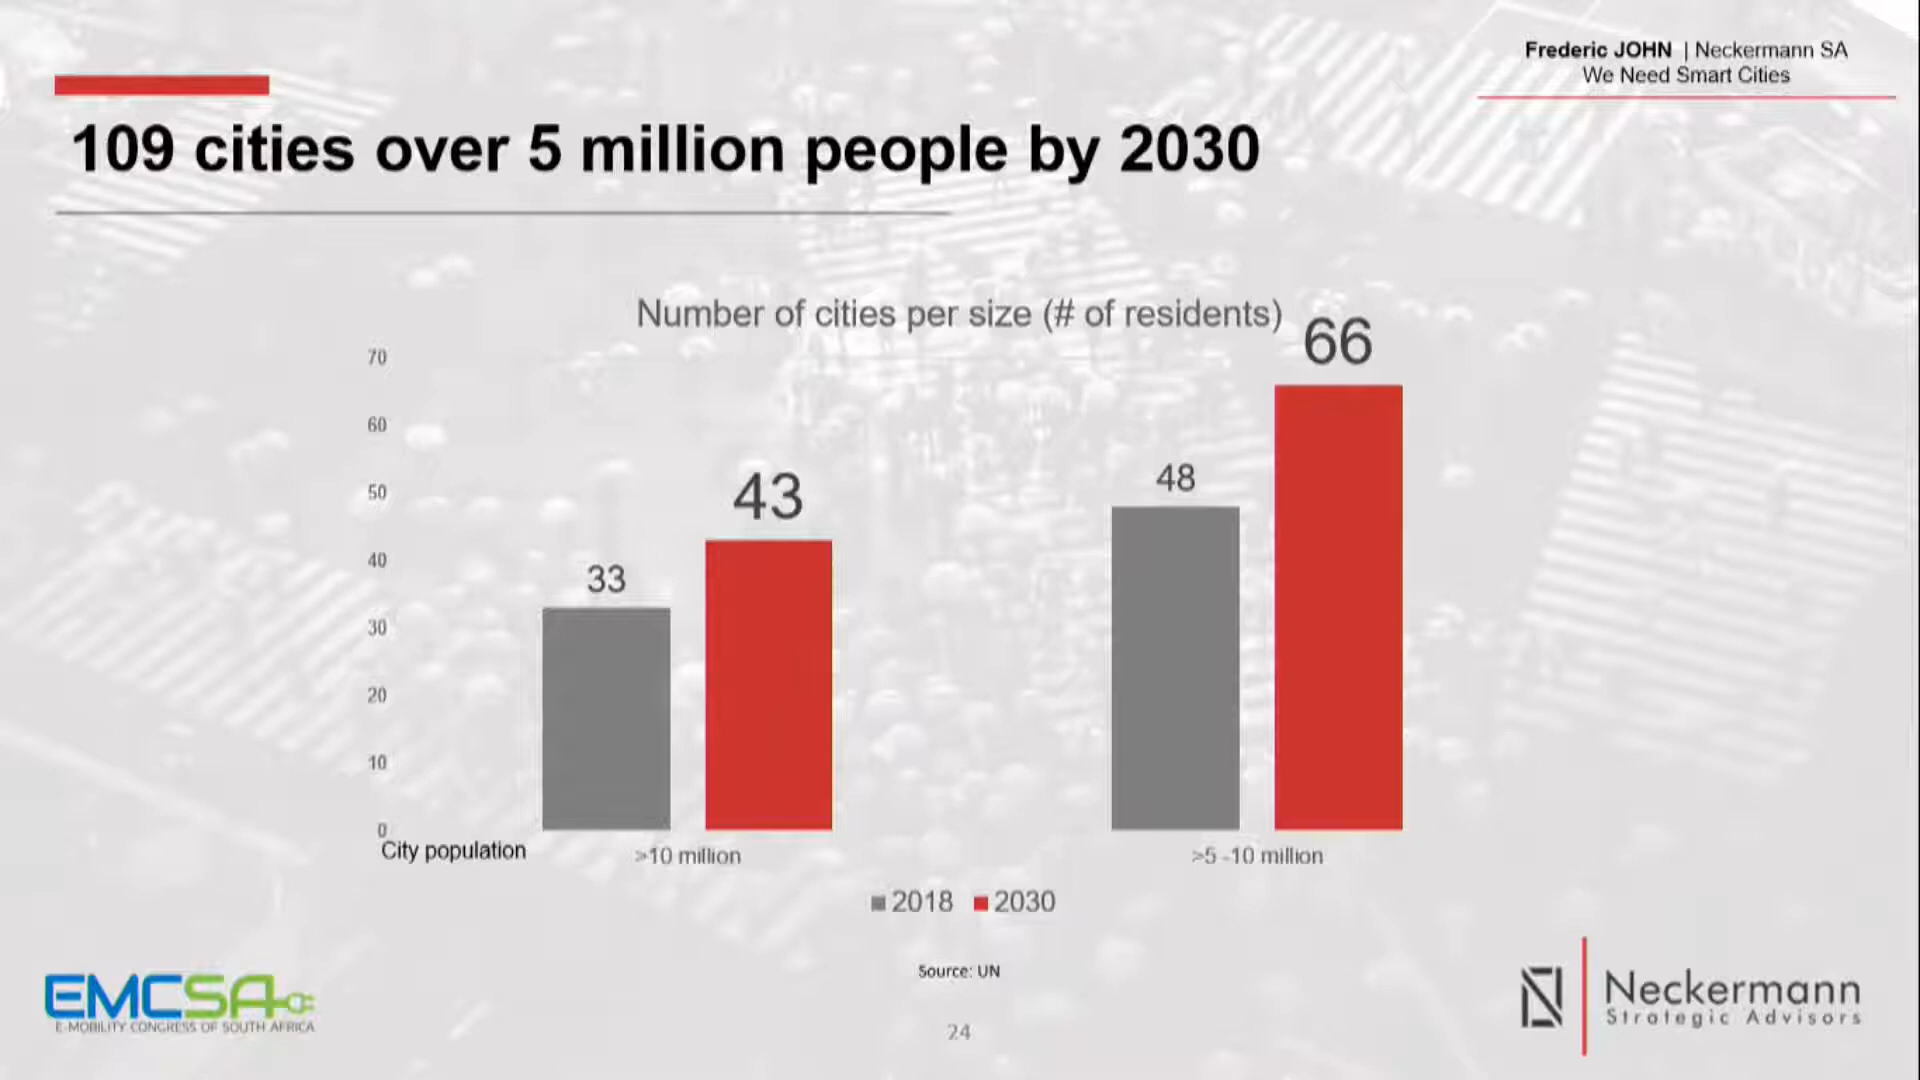 Frederic JOHN | Neckermann SA
We Need Smart Cities
109 cities over 5 million people by 2030
Number of cities per size (# of residents)
70
60
50
40
30
20
10
0
33
43
48
66
City population
>10 million
>5 -10 million
2018
2030
Source: UN
24
EMCSA
E-MOBILITY CONGRESS OF SOUTH AFRICA
Neckermann
Strategic Advisors